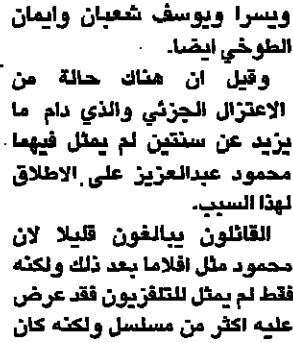 ويسرا ويوسف شعبان وايمان
الطوخي ايضا.
وقيل ان هناك حالة من
الاعتزال الجزئي والذي دام ما
يزيد عن سنتين لم يمثل فيهما
محمود عبدالعزيز على الاطلاق
لهذا السبب.
القائلون يبالغون قليلا لان
محمود مثل افلاما بعد ذلك ولكنه
فقط لم يمثل للتلفزيون فقد عرض
عليه اكثر من مسلسل ولكنه كان